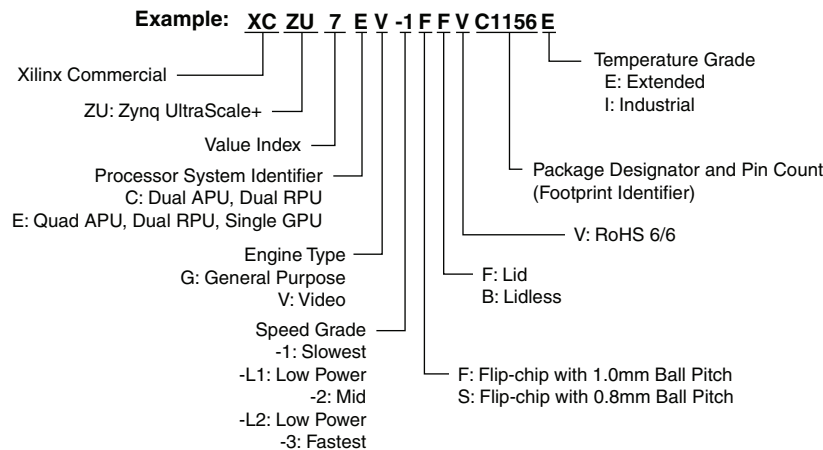 Example: XC ZU 7 E V -1 F F V C1156 E
Xilinx Commercial
ZU: Zynq UltraScale+
Value Index
Processor System Identifier
C: Dual APU, Dual RPU
E: Quad APU, Dual RPU, Single GPU
Engine Type
G: General Purpose
V: Video
Speed Grade
-1: Slowest
-L1: Low Power
-2: Mid
-L2: Low Power
-3: Fastest
Temperature Grade
E: Extended
I: Industrial
Package Designator and Pin Count
(Footprint Identifier)
V: RoHS 6/6
F: Lid
B: Lidless
F: Flip-chip with 1.0mm Ball Pitch
S: Flip-chip with 0.8mm Ball Pitch